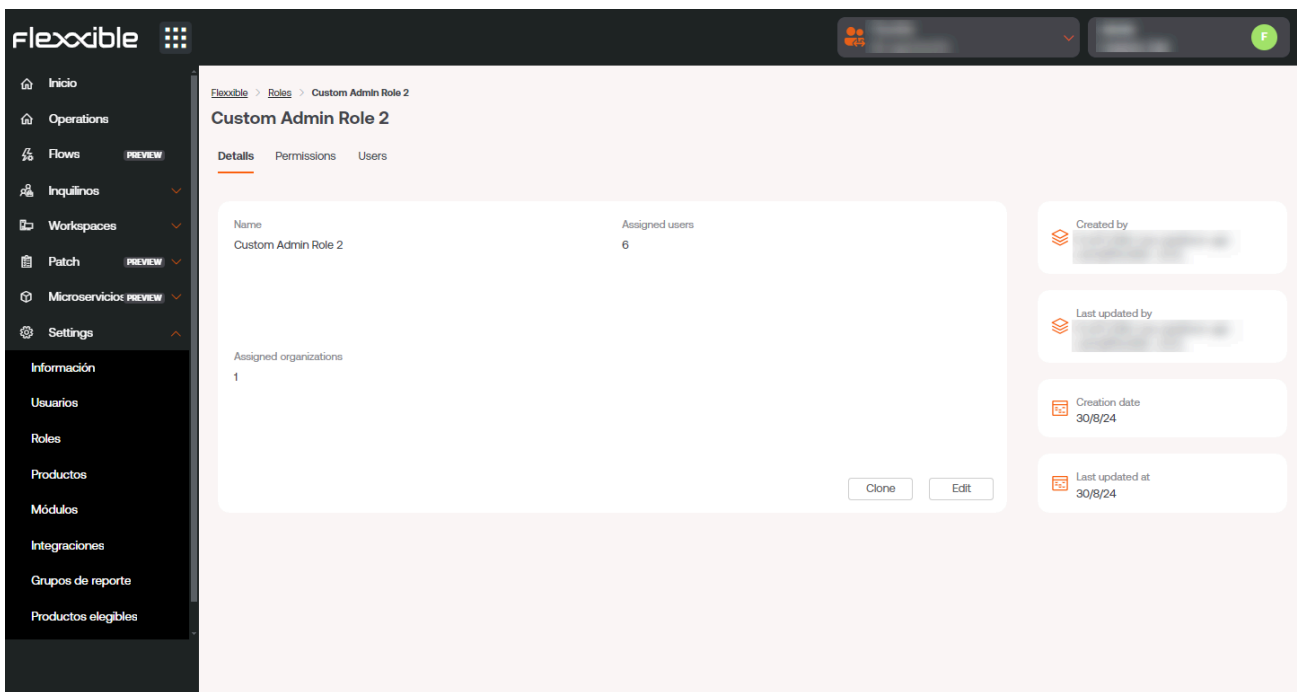 Flexxible
F
Inicio
Operations
Flows PREVIEW
Inquilinos
Workspaces
Patch PREVIEW
Microservicios PREVIEW
Settings
Información
Usuarios
Roles
Productos
Módulos
Integraciones
Grupos de reporte
Productos elegibles
Flexxible > Roles > Custom Admin Role 2
Custom Admin Role 2
Details Permissions Users
Name
Custom Admin Role 2
Assigned users
6
Assigned organizations
1
Clone Edit
Created by
Last updated by
Creation date
30/8/24
Last updated at
30/8/24